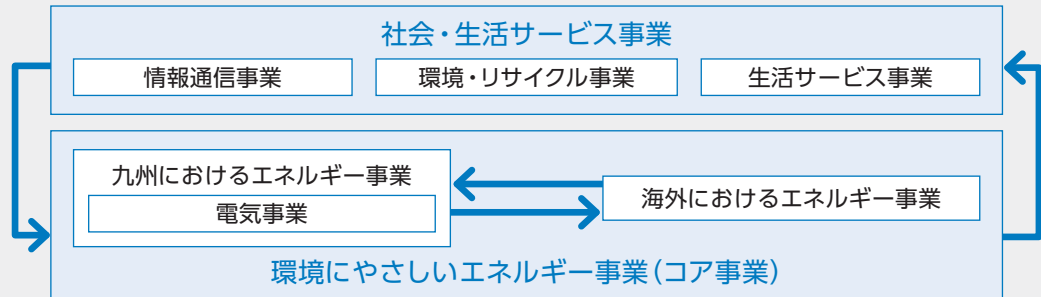 社会・生活サービス事業
情報通信事業
環境・リサイクル事業
生活サービス事業
九州におけるエネルギー事業
電気事業
海外におけるエネルギー事業
環境にやさしいエネルギー事業（コア事業）